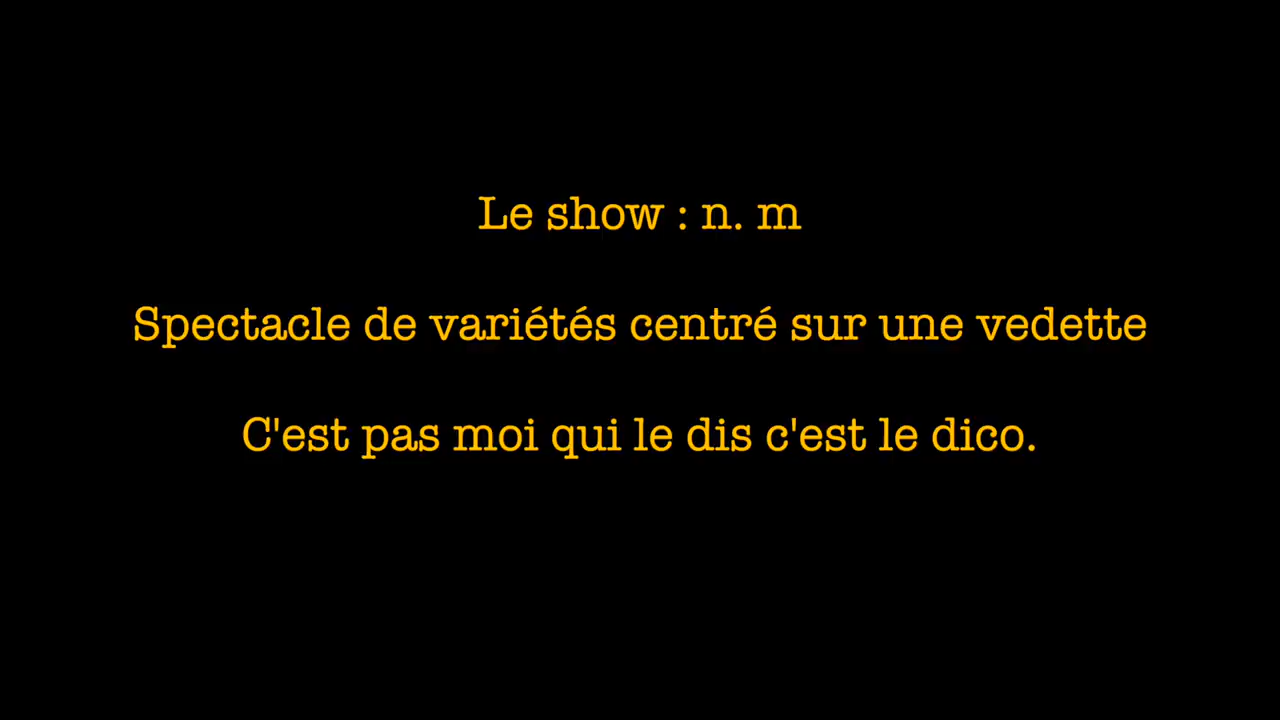 Le show : n. m
Spectacle de variétés centré sur une vedette
C'est pas moi qui le dis c'est le dico.